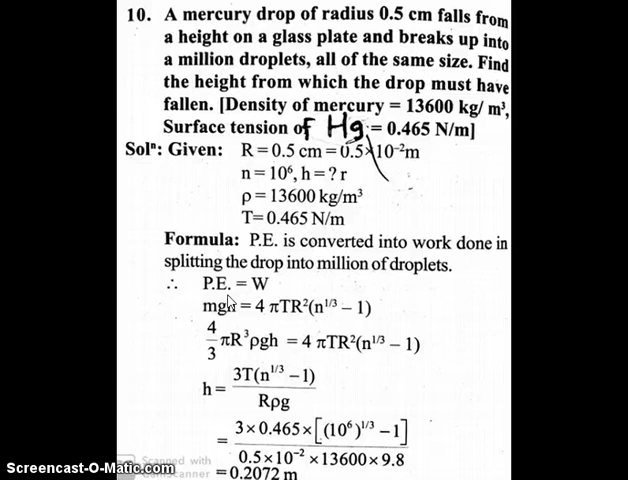 10. A mercury drop of radius 0.5 cm falls from
a height on a glass plate and breaks up into
a million droplets, all of the same size. Find
the height from which the drop must have
fallen. [Density of mercury = 13600 kg/ m³,
Surface tension of Hg = 0.465 N/m]
Solⁿ: Given: R = 0.5 cm = 0.5×10⁻²m
n = 10⁶, h = ? r
ρ = 13600 kg/m³
T = 0.465 N/m
Formula: P.E. is converted into work done in
splitting the drop into million of droplets.
∴ P.E. = W
mgh = 4 πTR²(n^1/3 – 1)
4/3 πR³ρgh = 4 πTR²(n^1/3 – 1)
h = 3T(n^1/3 – 1) / Rρg
= 3 × 0.465 × [(10⁶)^1/3 – 1] / 0.5 × 10⁻² × 13600 × 9.8
= 0.2072 m
Scanned with
CamScanner
Screencast-O-Matic.com